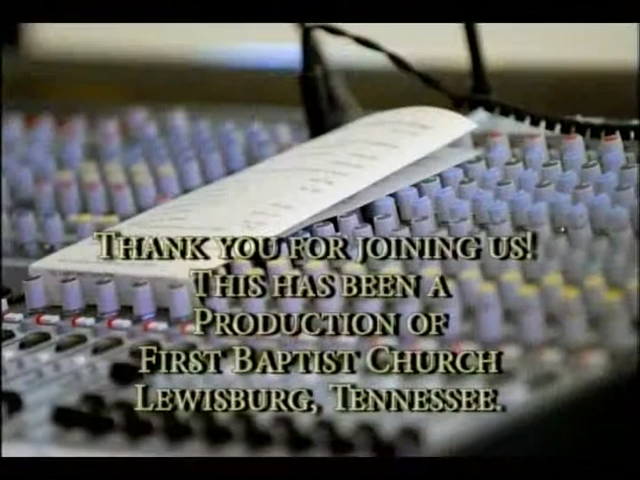 Thank you for joining us!
This has been a
Production of
First Baptist Church
Lewisburg, Tennessee.